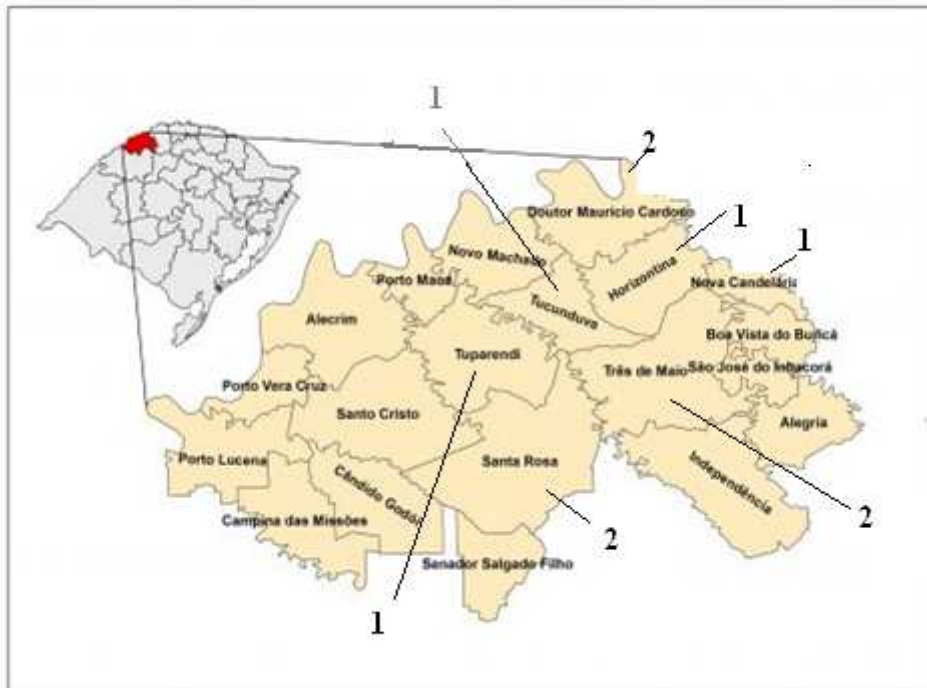 1
2
Doutor Maurício Cardoso
1
1
Novo Machado
Horizontina
Porto Mauá
Nova Candelária
Tucunduva
Alecrim
Boa Vista do Buricá
Tuparendi
Três de Maio
São José do Inhacorá
Porto Vera Cruz
Santo Cristo
Alegria
Porto Lucena
Santa Rosa
Independência
Cândido Godói
2
Campina das Missões
2
Senador Salgado Filho
1